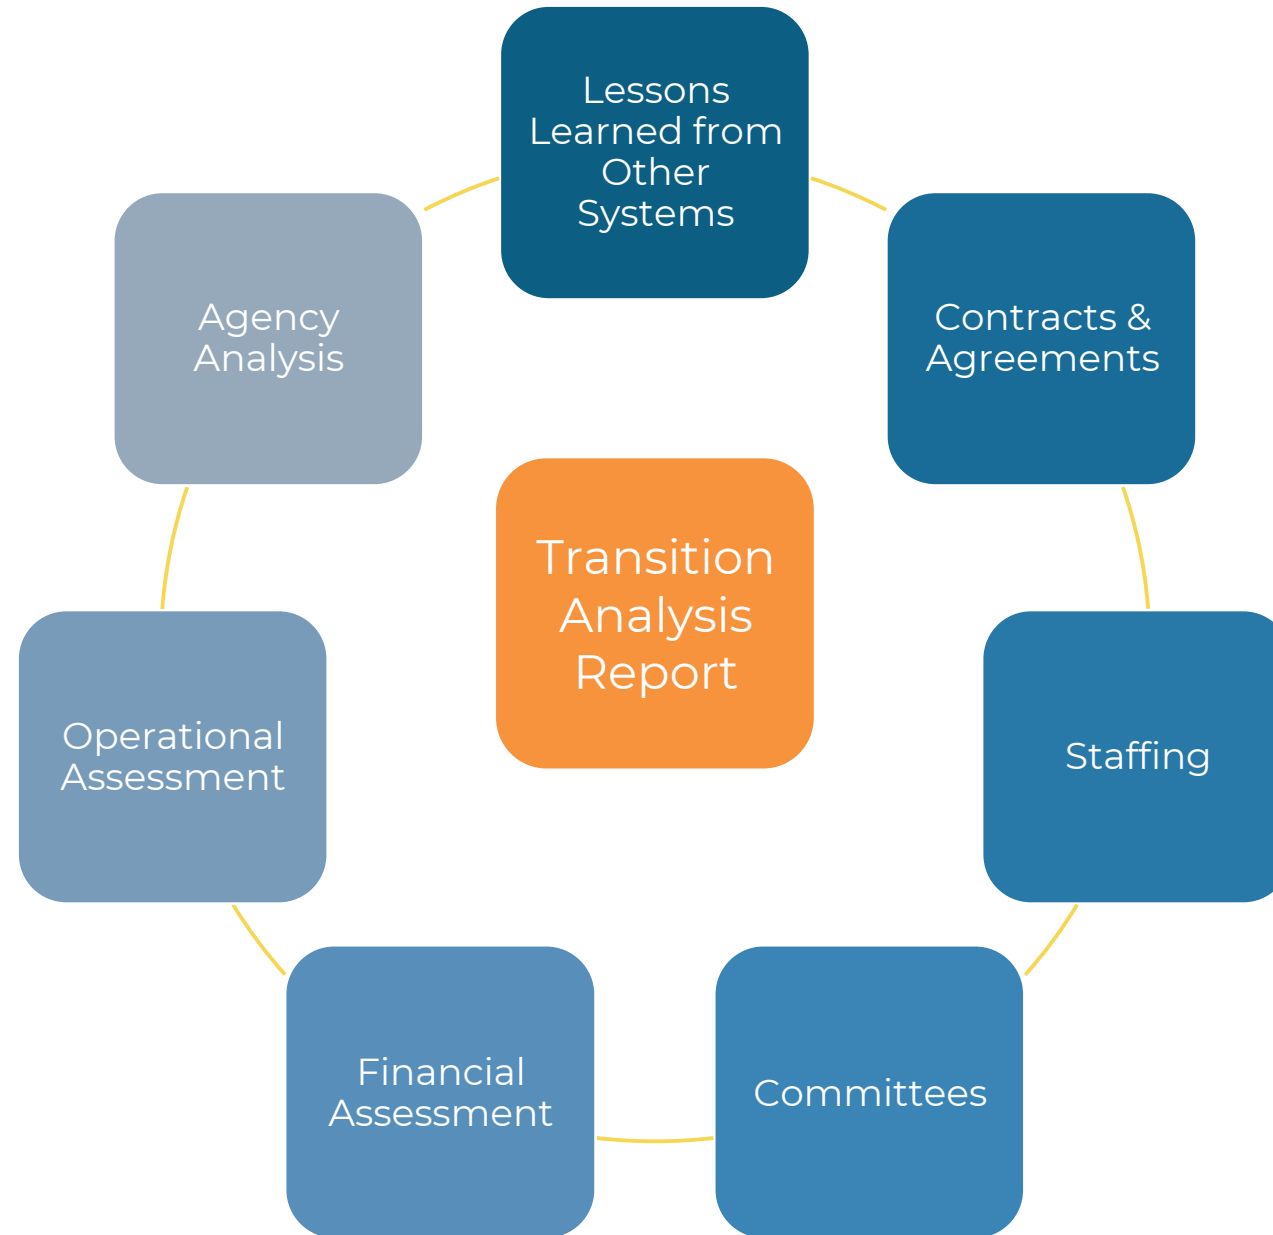 Lessons
Learned from
Other
Systems
Contracts &
Agreements
Staffing
Committees
Financial
Assessment
Operational
Assessment
Agency
Analysis
Transition
Analysis
Report